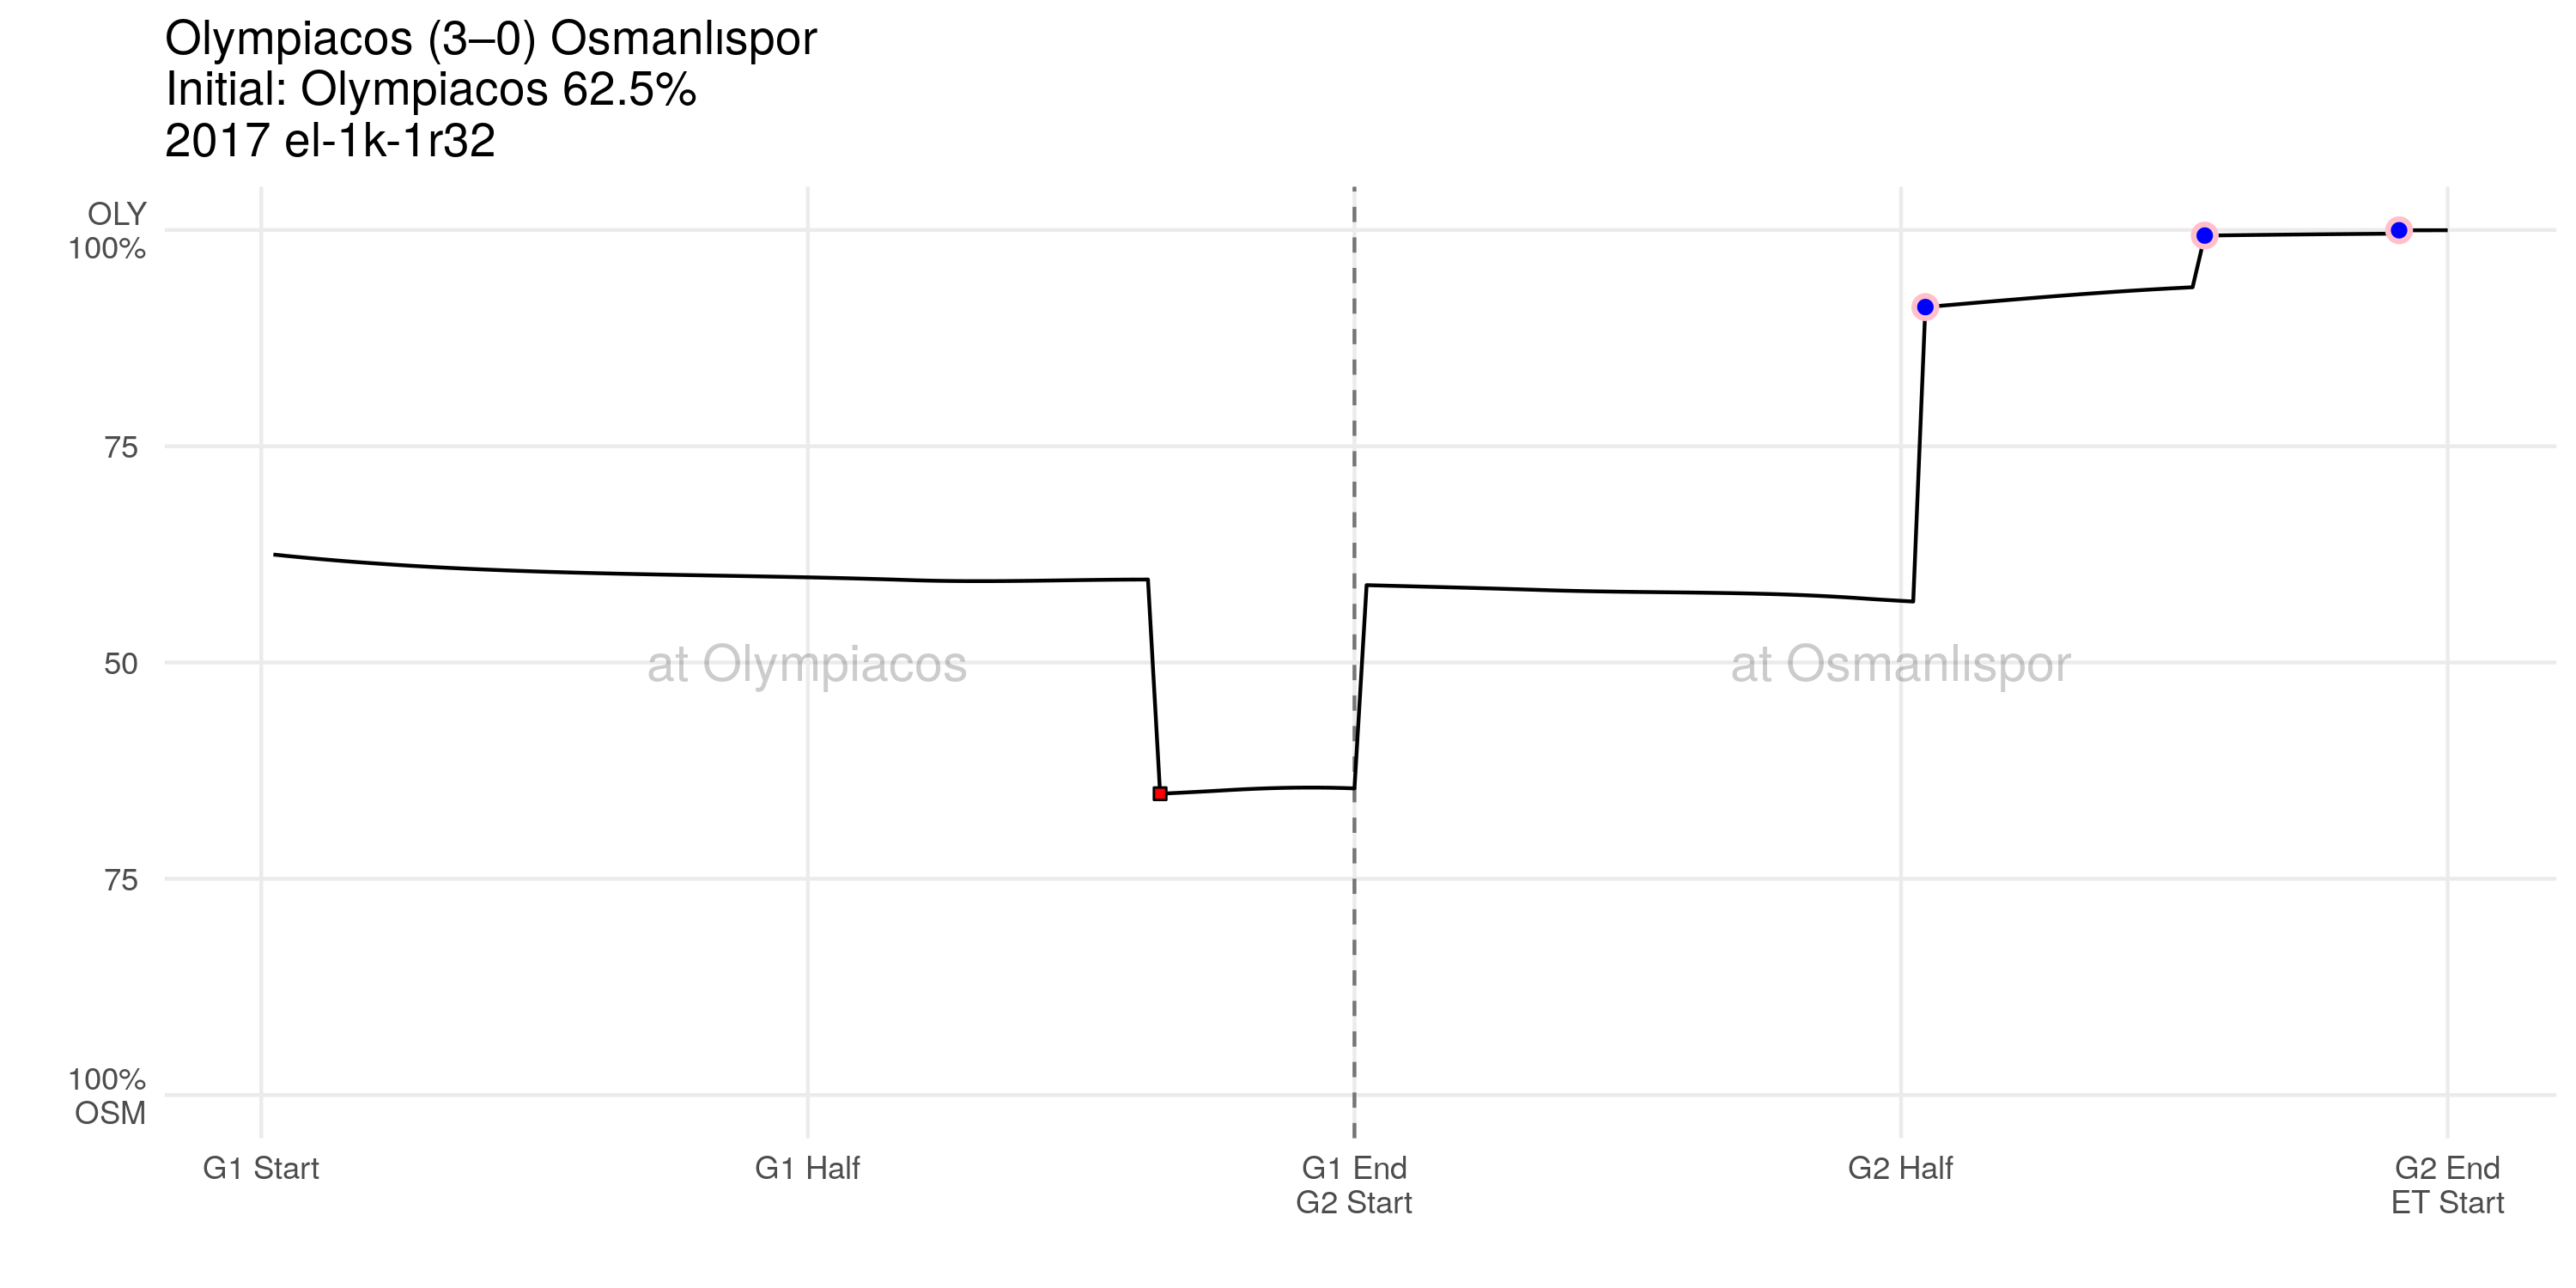 Olympiacos (3–0) Osmanlıspor
Initial: Olympiacos 62.5%
2017 el-1k-1r32
OLY
100%
75
50
75
100%
OSM
at Olympiacos
at Osmanlıspor
G1 Start
G1 Half
G1 End
G2 Start
G2 Half
G2 End
ET Start